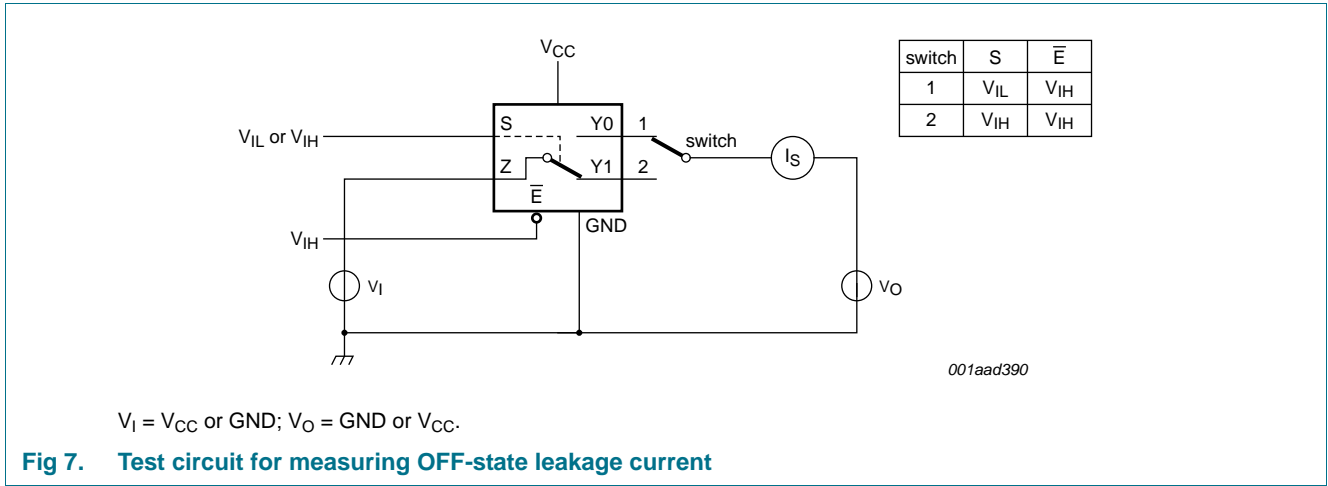 VCC
switch S E̅
1 VIL VIH
2 VIH VIH
S Y0 1
VIL or VIH
switch
IS
Z Y1 2
E̅
GND
VIH
VI
VO
001aad390
VI = VCC or GND; VO = GND or VCC.
Fig 7. Test circuit for measuring OFF-state leakage current